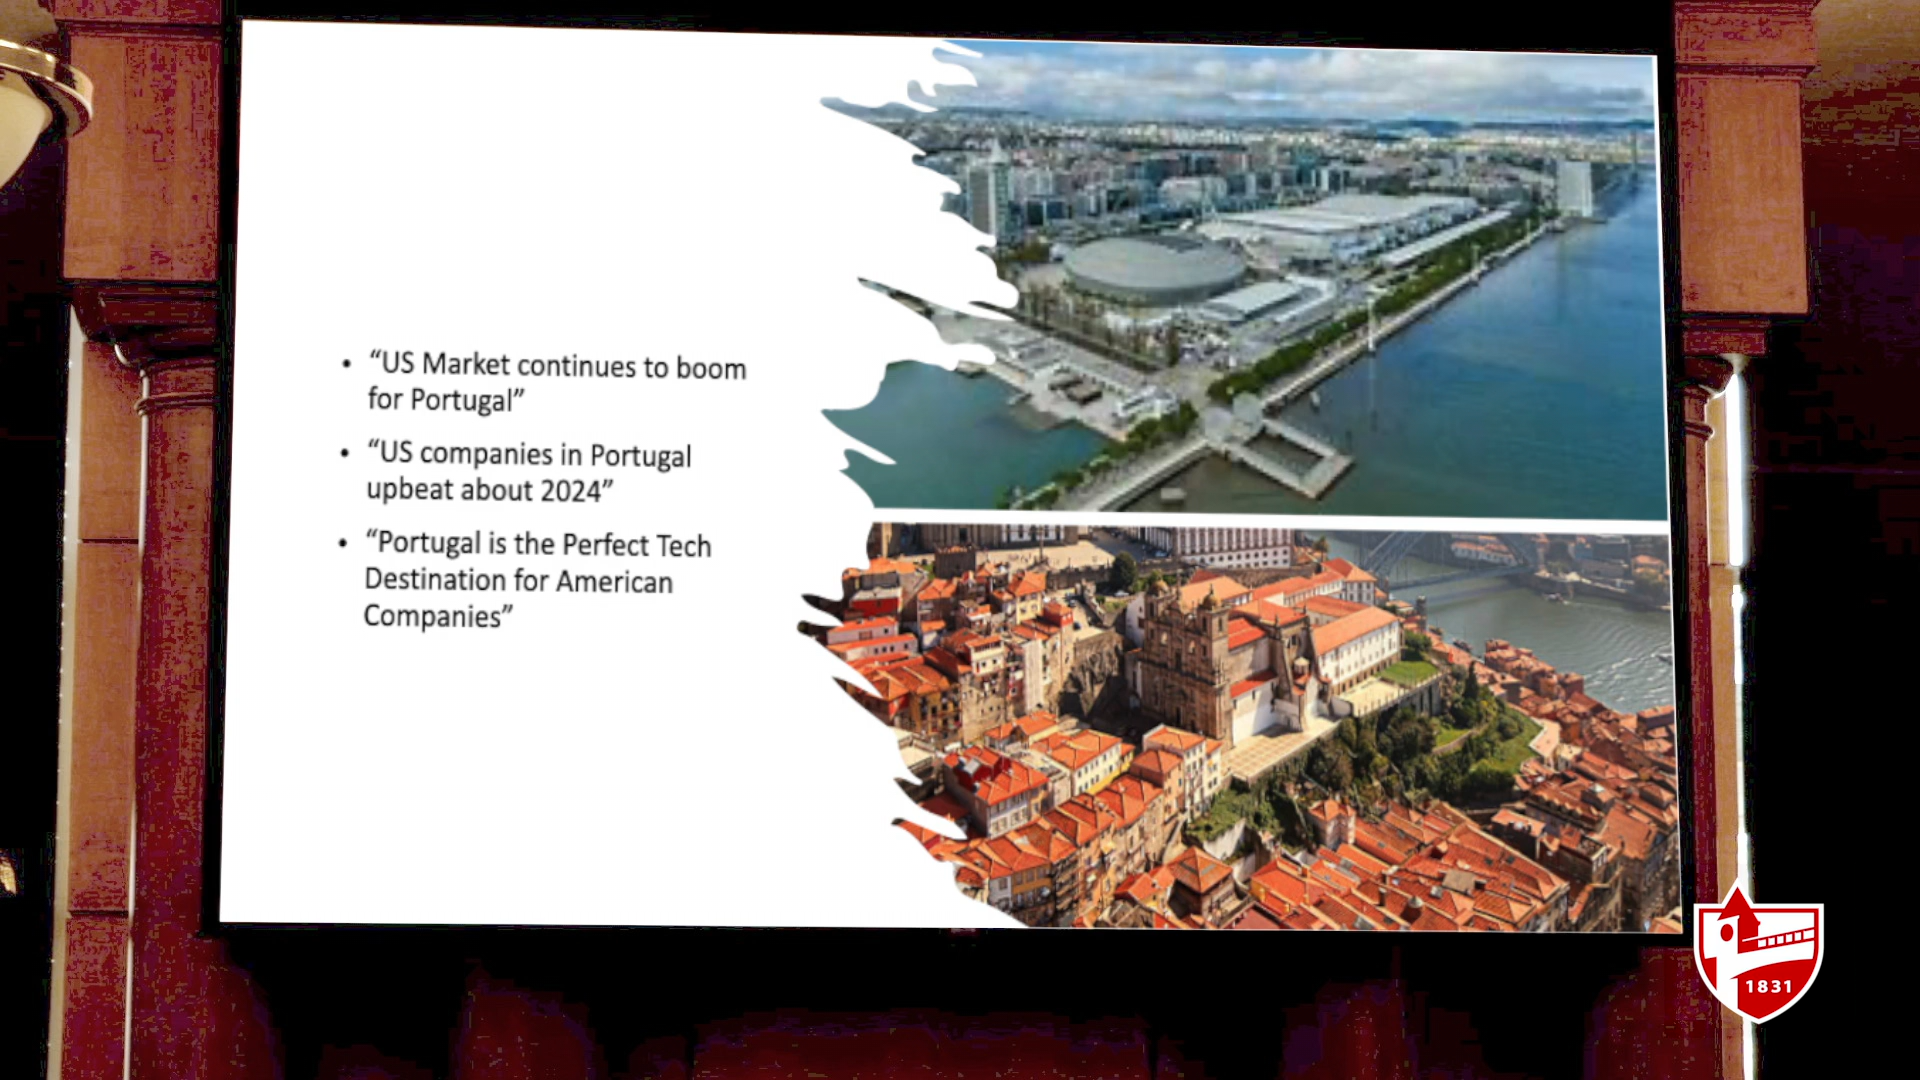 • “US Market continues to boom
for Portugal”
• “US companies in Portugal
upbeat about 2024”
• “Portugal is the Perfect Tech
Destination for American
Companies”
1831